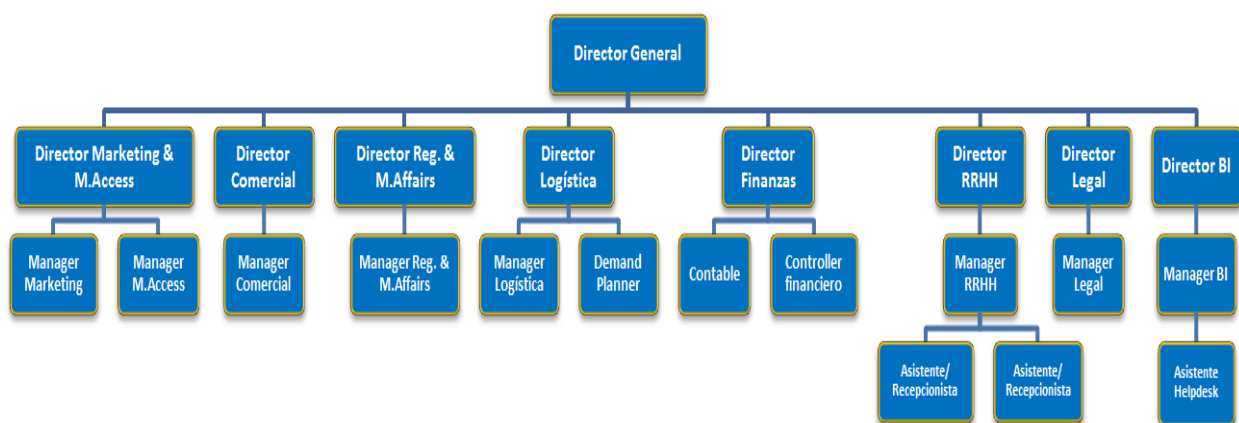 Director General
Director Marketing &
M.Access
Director
Comercial
Director Reg. &
M.Affairs
Director
Logística
Director
Finanzas
Director
RRHH
Director
Legal
Director BI
Manager
Marketing
Manager
M.Access
Manager
Comercial
Manager Reg. &
M.Affairs
Manager
Logística
Demand
Planner
Contable
Controller
financiero
Manager
RRHH
Manager
Legal
Manager BI
Asistente/
Recepcionista
Asistente/
Recepcionista
Asistente
Helpdesk